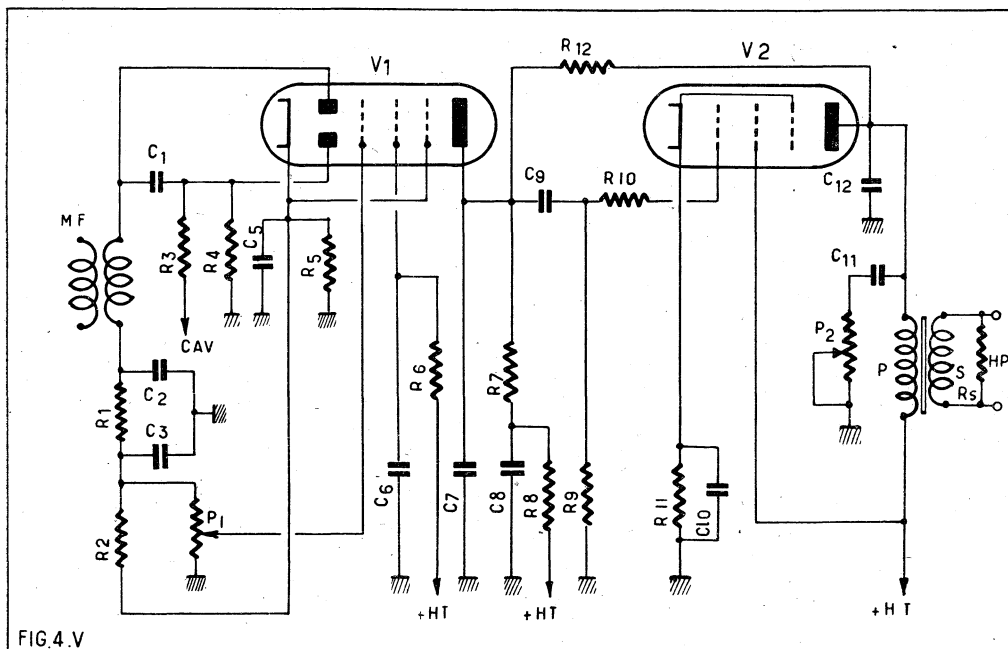 R12
V1
V2
C1
C9
R10
C12
MF
R3
R4
C5
R5
C11
CAV
P2
P
S
HP
Rs
C2
R1
C3
R6
R7
C6
C7
C8
R8
R9
R11
C10
R2
P1
+HT
+HT
+HT
FIG.4.V